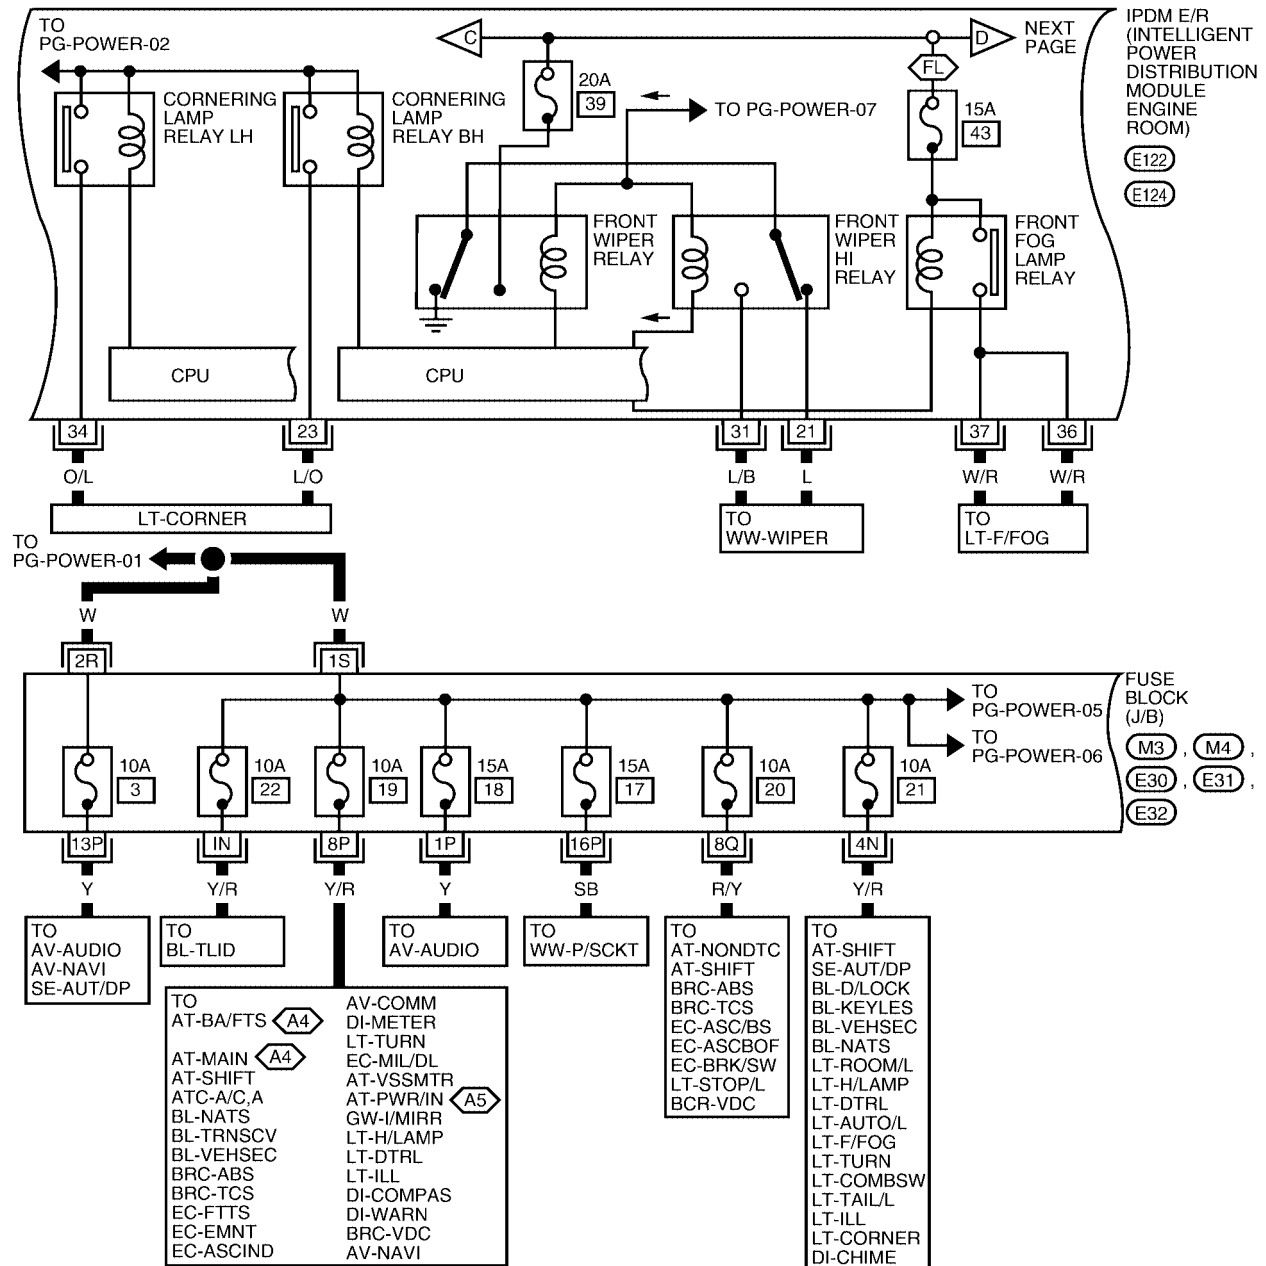 TO
PG-POWER-02
C
D
NEXT
PAGE
FL
IPDM E/R
(INTELLIGENT
POWER
DISTRIBUTION
MODULE
ENGINE
ROOM)
E122
E124
CORNERING
LAMP
RELAY LH
CORNERING
LAMP
RELAY BH
20A
39
TO PG-POWER-07
15A
43
FRONT
WIPER
RELAY
FRONT
WIPER
HI
RELAY
FRONT
FOG
LAMP
RELAY
CPU
CPU
34
23
31
21
37
36
O/L
L/O
L/B
L
W/R
W/R
LT-CORNER
TO
WW-WIPER
TO
LT-F/FOG
TO
PG-POWER-01
W
W
2R
1S
TO
PG-POWER-05
TO
PG-POWER-06
FUSE
BLOCK
(J/B)
M3 , M4 ,
E30 , E31 ,
E32
10A
3
10A
22
10A
19
15A
18
15A
17
10A
20
10A
21
13P
IN
8P
1P
16P
8Q
4N
Y
Y/R
Y/R
Y
SB
R/Y
Y/R
TO
AV-AUDIO
AV-NAVI
SE-AUT/DP
TO
BL-TLID
TO
AV-AUDIO
TO
WW-P/SCKT
TO
AT-NONDTC
AT-SHIFT
BRC-ABS
BRC-TCS
EC-ASC/BS
EC-ASCBOF
EC-BRK/SW
LT-STOP/L
BCR-VDC
TO
AT-SHIFT
SE-AUT/DP
BL-D/LOCK
BL-KEYLES
BL-VEHSEC
BL-NATS
LT-ROOM/L
LT-H/LAMP
LT-DTRL
LT-AUTO/L
LT-F/FOG
LT-TURN
LT-COMBSW
LT-TAIL/L
LT-ILL
LT-CORNER
DI-CHIME
TO
AT-BA/FTS A4
AT-MAIN A4
AT-SHIFT
ATC-A/C,A
BL-NATS
BL-TRNSCV
BL-VEHSEC
BRC-ABS
BRC-TCS
EC-FTTS
EC-EMNT
EC-ASCIND
AV-COMM
DI-METER
LT-TURN
EC-MIL/DL
AT-VSSMTR
AT-PWR/IN A5
GW-I/MIRR
LT-H/LAMP
LT-DTRL
LT-ILL
DI-COMPAS
DI-WARN
BRC-VDC
AV-NAVI